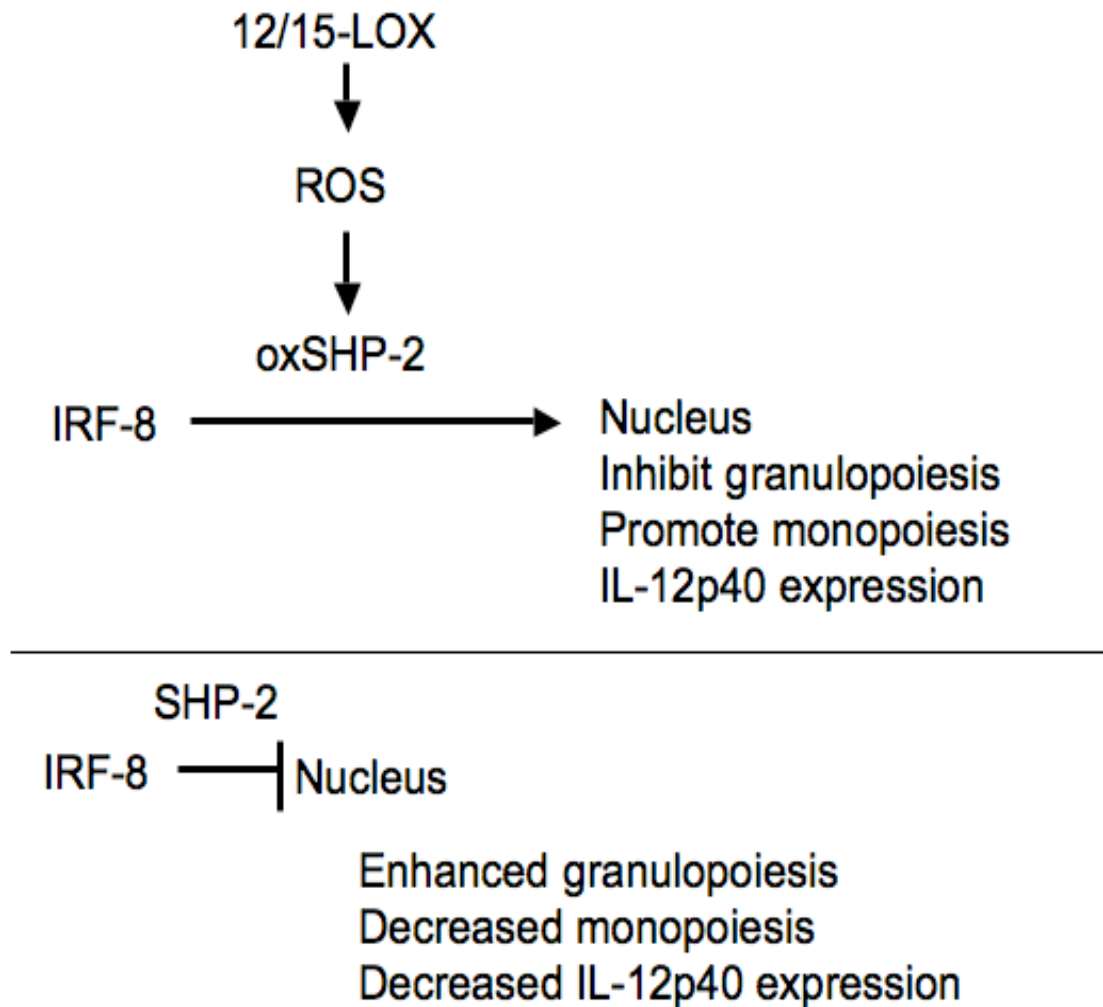 12/15-LOX
ROS
oxSHP-2
IRF-8
Nucleus
Inhibit granulopoiesis
Promote monopoiesis
IL-12p40 expression
SHP-2
IRF-8
Nucleus
Enhanced granulopoiesis
Decreased monopoiesis
Decreased IL-12p40 expression